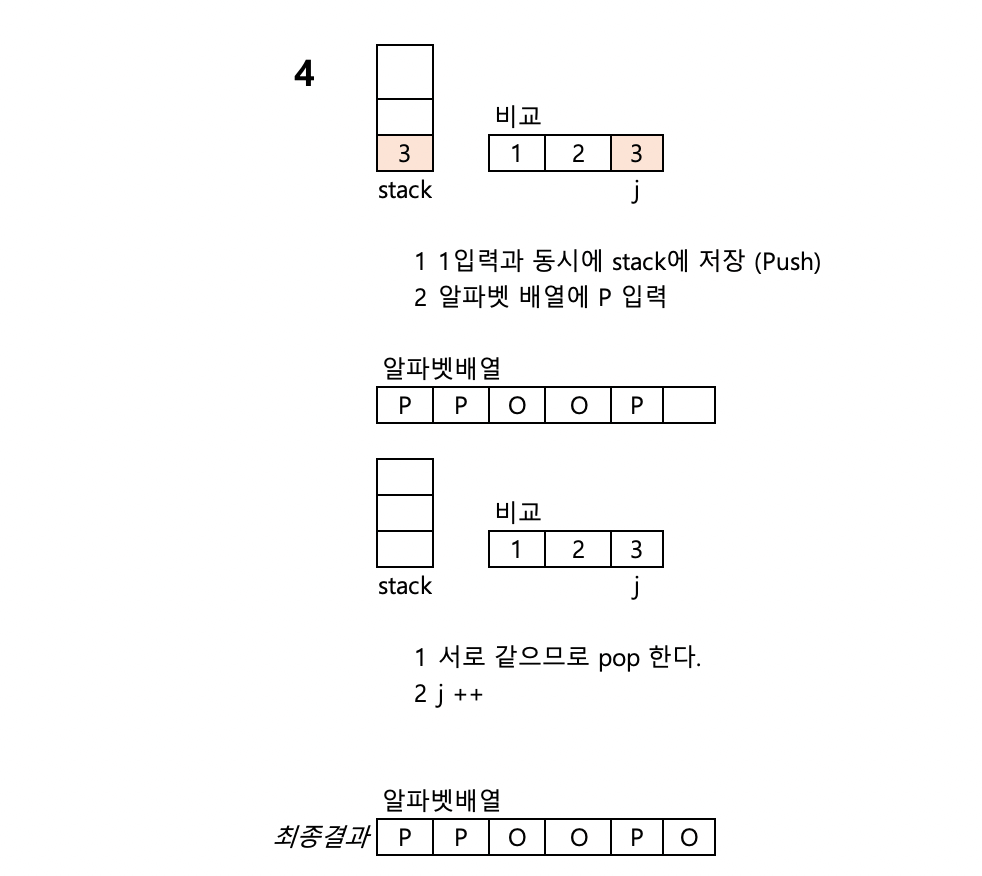 4
비교
3
1 2 3
stack
j
1 1입력과 동시에 stack에 저장 (Push)
2 알파벳 배열에 P 입력
알파벳배열
P P O O P
비교
1 2 3
stack
j
1 서로 같으므로 pop 한다.
2 j ++
알파벳배열
최종결과 P P O O P O